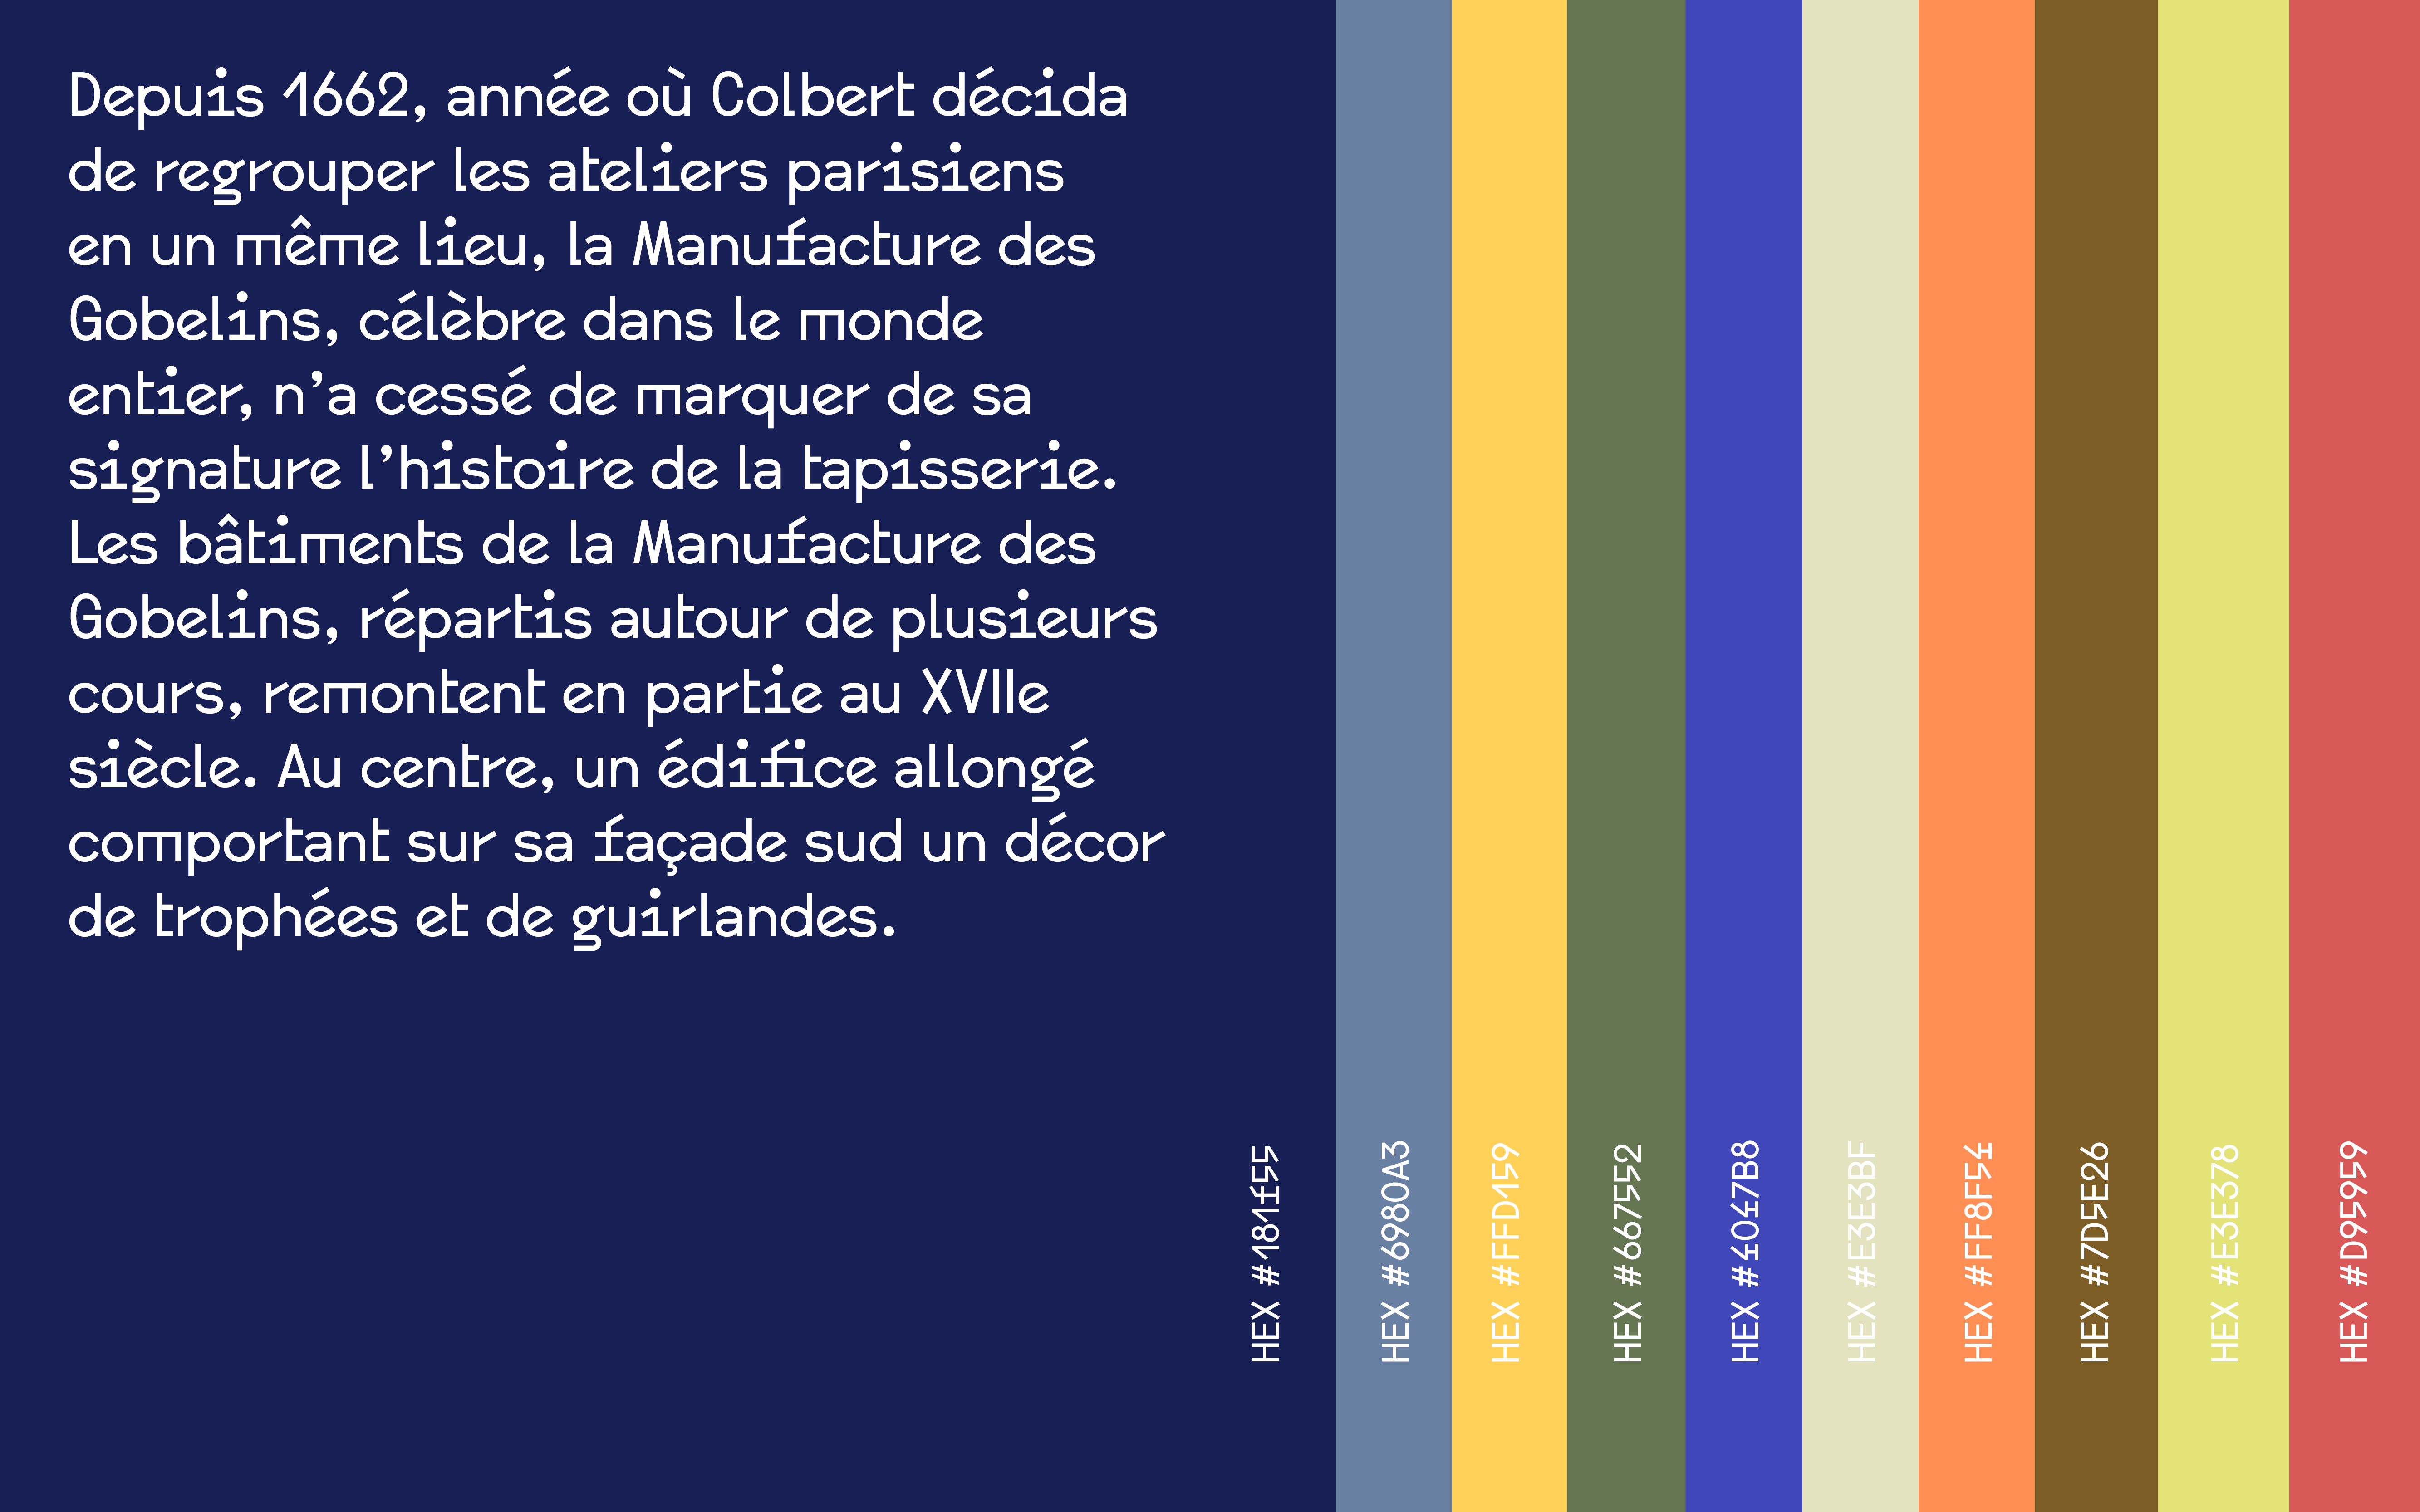 Depuis 1662, année où Colbert décida
de regrouper les ateliers parisiens
en un même lieu, la Manufacture des
Gobelins, célèbre dans le monde
entier, n’a cessé de marquer de sa
signature l’histoire de la tapisserie.
Les bâtiments de la Manufacture des
Gobelins, répartis autour de plusieurs
cours, remontent en partie au XVIIe
siècle. Au centre, un édifice allongé
comportant sur sa façade sud un décor
de trophées et de guirlandes.
HEX #181f55
HEX #6980A3
HEX #FFD159
HEX #667552
HEX #4047B8
HEX #E3E3BF
HEX #FF8F54
HEX #7D5E26
HEX #E3E378
HEX #D95959